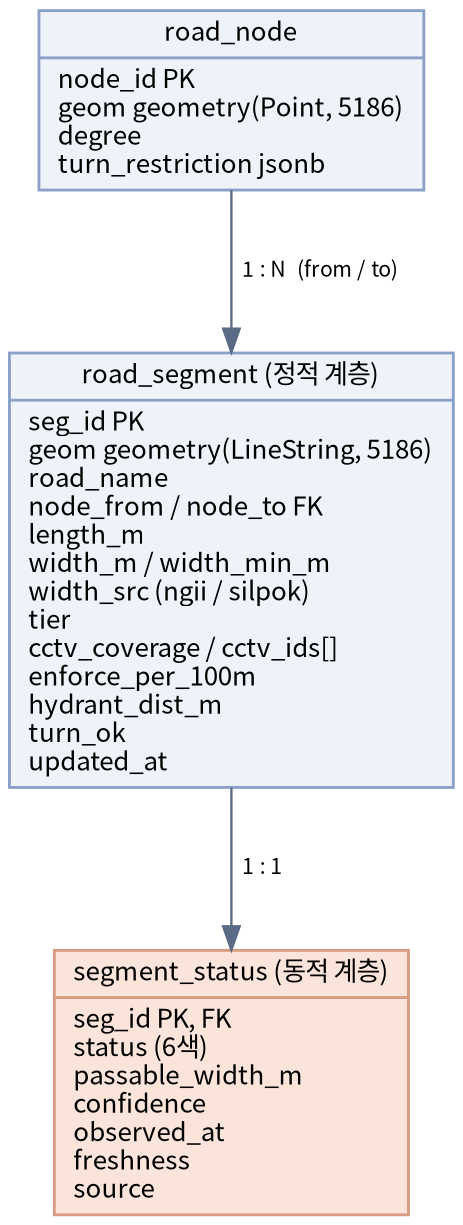 road_node
node_id PK
geom geometry(Point, 5186)
degree
turn_restriction jsonb
1 : N  (from / to)
road_segment (정적 계층)
seg_id PK
geom geometry(LineString, 5186)
road_name
node_from / node_to FK
length_m
width_m / width_min_m
width_src (ngii / silpok)
tier
cctv_coverage / cctv_ids[]
enforce_per_100m
hydrant_dist_m
turn_ok
updated_at
1 : 1
segment_status (동적 계층)
seg_id PK, FK
status (6색)
passable_width_m
confidence
observed_at
freshness
source